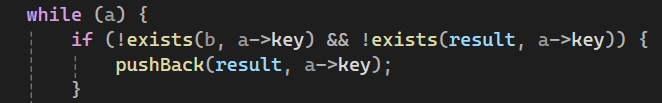 while (a) {
if (!exists(b, a->key) && !exists(result, a->key)) {
pushBack(result, a->key);
}